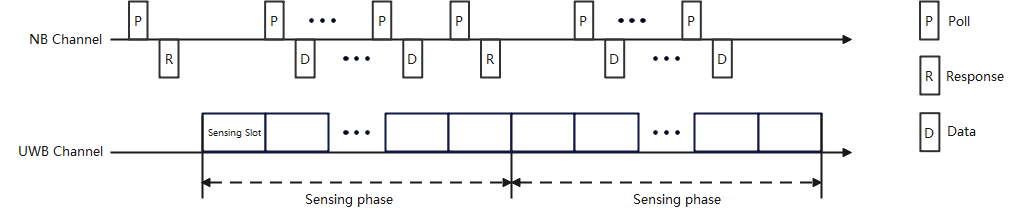 P P ••• P P P ••• P P Poll
NB Channel
R D ••• D R D ••• D R Response
D Data
Sensing Slot ••• •••
UWB Channel
Sensing phase Sensing phase